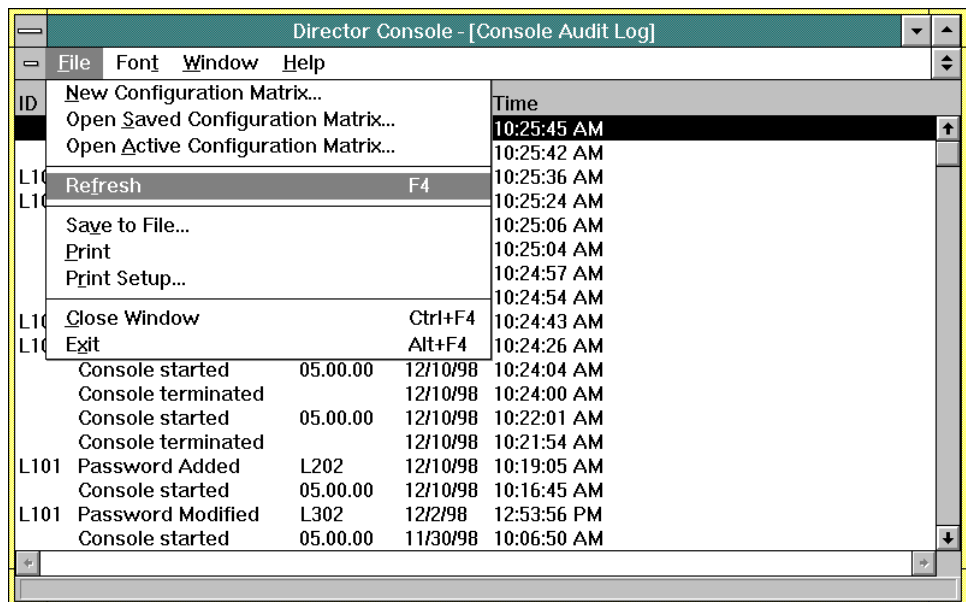 Director Console - [Console Audit Log]
File Font Window Help
ID Time
New Configuration Matrix...
Open Saved Configuration Matrix...
Open Active Configuration Matrix...
Refresh F4
Save to File...
Print
Print Setup...
Close Window Ctrl+F4
Exit Alt+F4
10:25:45 AM
10:25:42 AM
L10 10:25:36 AM
L10 10:25:24 AM
10:25:06 AM
10:25:04 AM
10:24:57 AM
10:24:54 AM
L10 10:24:43 AM
L10 10:24:26 AM
Console started 05.00.00 12/10/98 10:24:04 AM
Console terminated 12/10/98 10:24:00 AM
Console started 05.00.00 12/10/98 10:22:01 AM
Console terminated 12/10/98 10:21:54 AM
L101 Password Added L202 12/10/98 10:19:05 AM
Console started 05.00.00 12/10/98 10:16:45 AM
L101 Password Modified L302 12/2/98 12:53:56 PM
Console started 05.00.00 11/30/98 10:06:50 AM